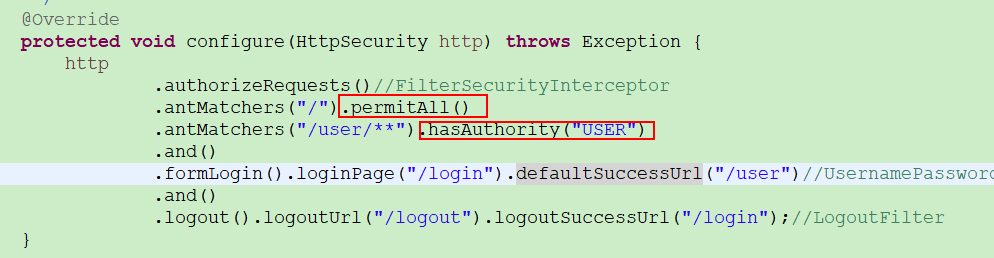 @Override
protected void configure(HttpSecurity http) throws Exception {
http
.authorizeRequests()//FilterSecurityInterceptor
.antMatchers("/").permitAll()
.antMatchers("/user/**").hasAuthority("USER")
.and()
.formLogin().loginPage("/login").defaultSuccessUrl("/user")//UsernamePassword
.and()
.logout().logoutUrl("/logout").logoutSuccessUrl("/login");//LogoutFilter
}